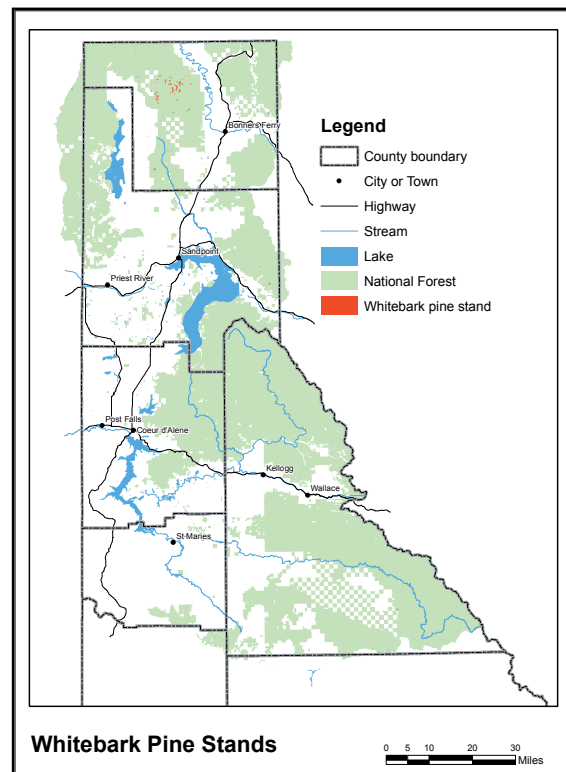 Bonners Ferry
Legend
County boundary
City or Town
Highway
Stream
Lake
National Forest
Whitebark pine stand
Sandpoint
Priest River
Post Falls
Coeur d'Alene
Kellogg
Wallace
St Maries
Whitebark Pine Stands
0 5 10 20 30
Miles